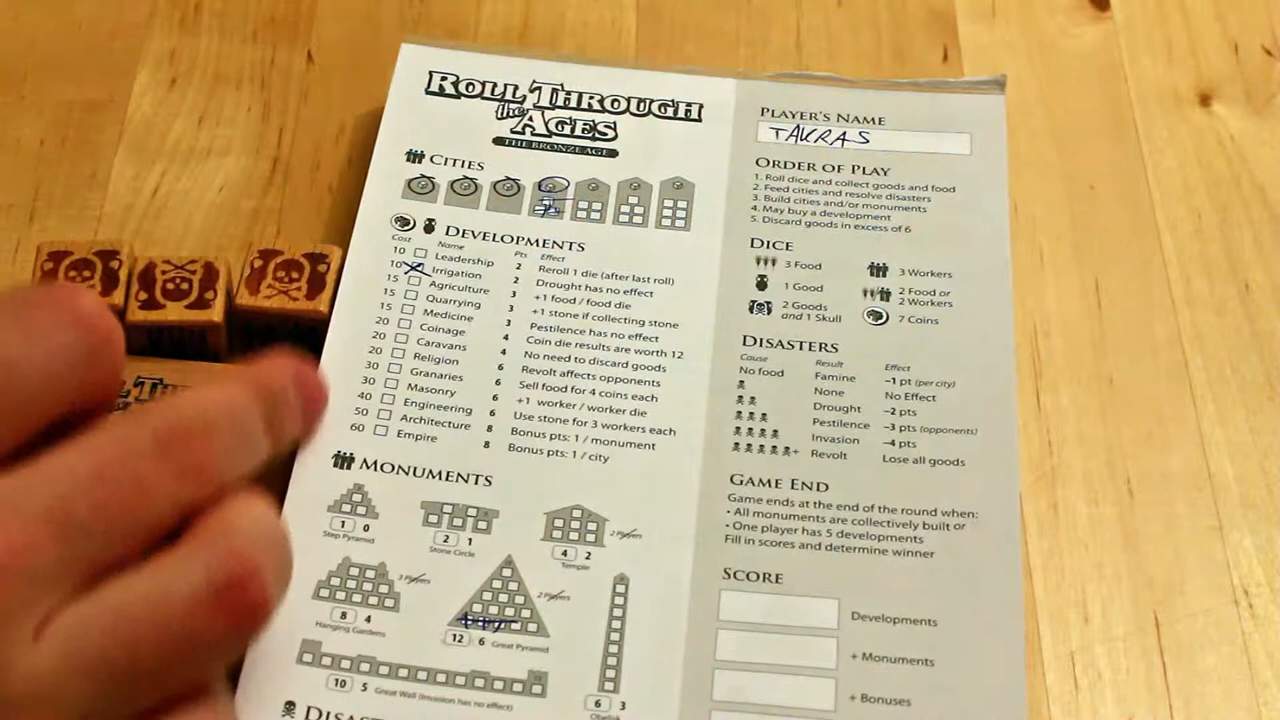 ROLL THROUGH
the AGES
THE BRONZE AGE
CITIES
DEVELOPMENTS
Cost Name Pts Effect
10 Leadership 2 Reroll 1 die (after last roll)
10 Irrigation 2 Drought has no effect
15 Agriculture 3 +1 food / food die
15 Quarrying 3 +1 stone if collecting stone
15 Medicine 3 Pestilence has no effect
20 Coinage 4 Coin die results are worth 12
20 Caravans 4 No need to discard goods
20 Religion 6 Revolt affects opponents
30 Granaries 6 Sell food for 4 coins each
30 Masonry 6 +1 worker / worker die
40 Engineering 6 Use stone for 3 workers each
50 Architecture 8 Bonus pts: 1 / monument
60 Empire 8 Bonus pts: 1 / city
MONUMENTS
1 0
Step Pyramid
2 1
Stone Circle
2 Players
4 2
Temple
3 Players
8 4
Hanging Gardens
2 Players
12 6 Great Pyramid
10 5 Great Wall (Invasion has no effect)
6 3
Obelisk
PLAYER'S NAME
TAKRAS
ORDER OF PLAY
1. Roll dice and collect goods and food
2. Feed cities and resolve disasters
3. Build cities and/or monuments
4. May buy a development
5. Discard goods in excess of 6
DICE
3 Food
3 Workers
1 Good
2 Food or
2 Workers
2 Goods
and 1 Skull
7 Coins
DISASTERS
Cause Result Effect
No food Famine –1 pt (per city)
None No Effect
Drought –2 pts
Pestilence –3 pts (opponents)
Invasion –4 pts
+ Revolt Lose all goods
GAME END
Game ends at the end of the round when:
• All monuments are collectively built or
• One player has 5 developments
Fill in scores and determine winner
SCORE
Developments
+ Monuments
+ Bonuses